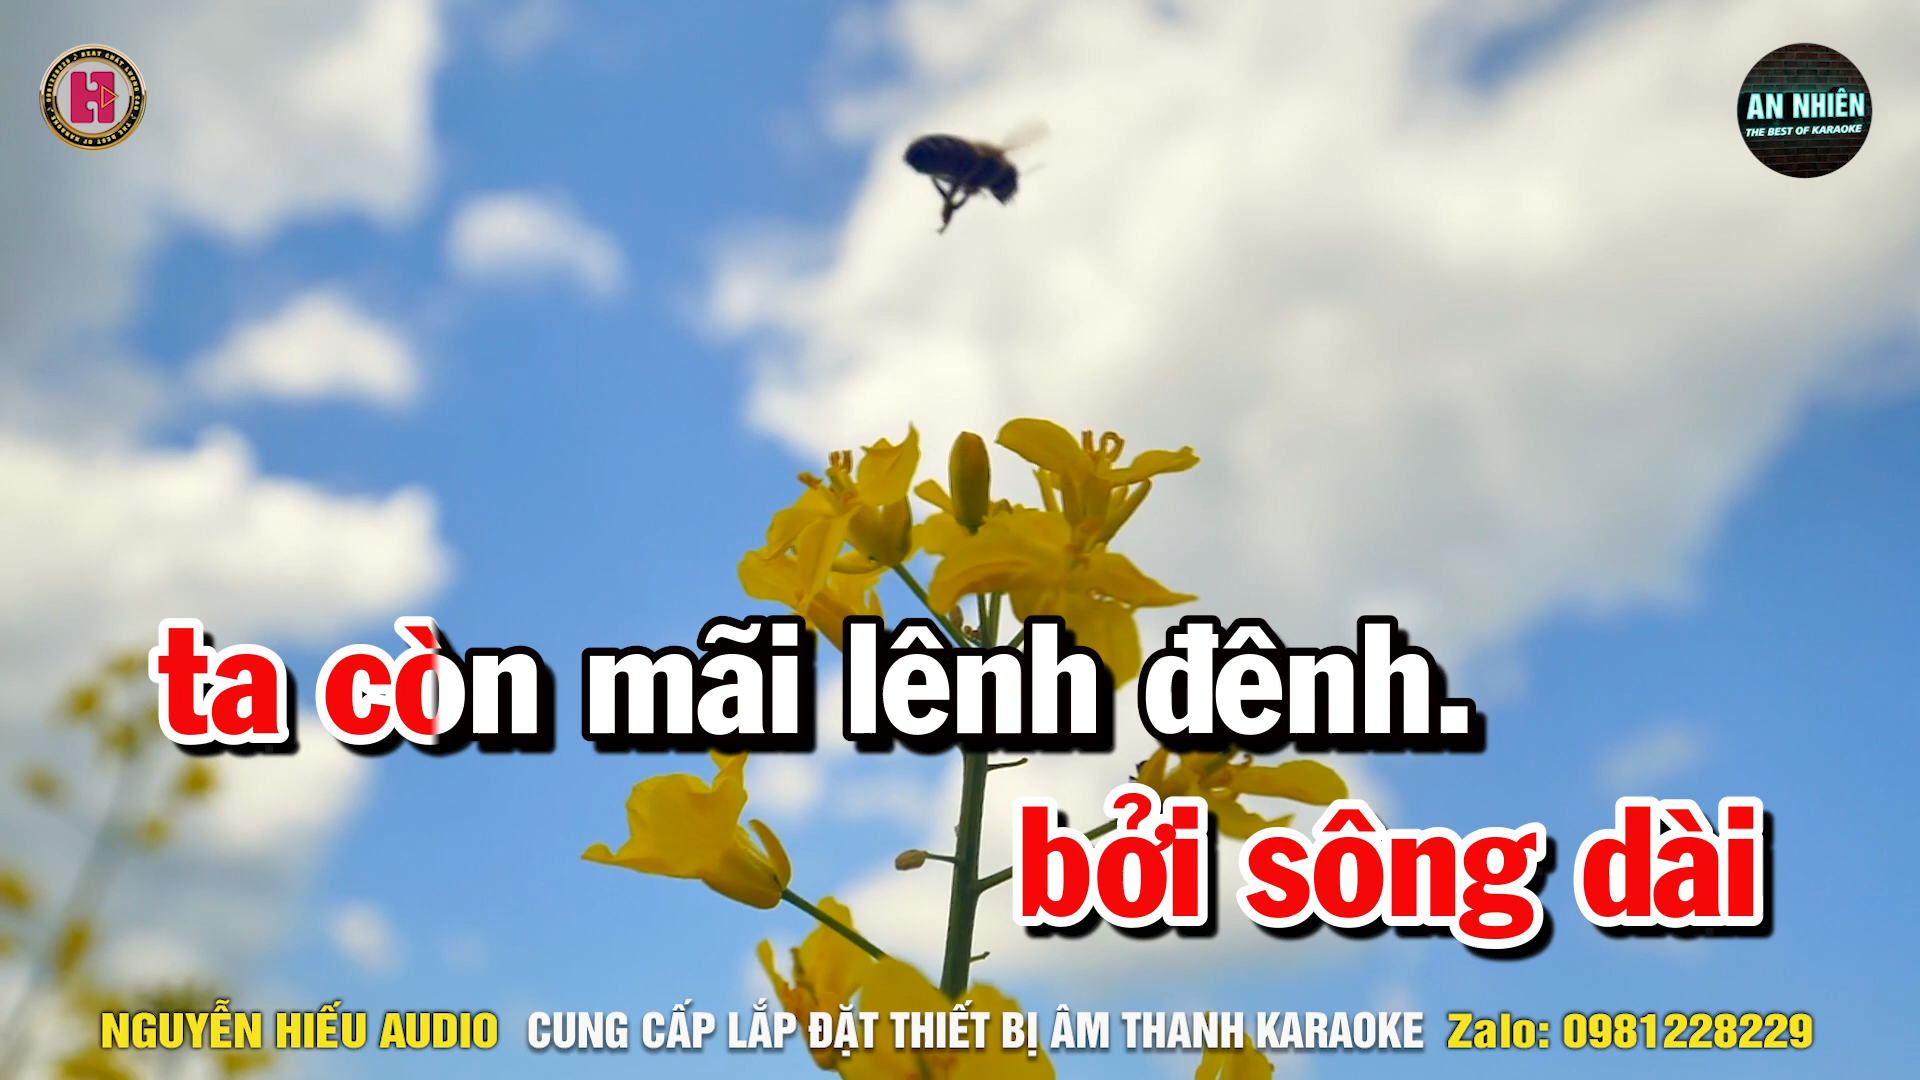 AN NHIÊN
THE BEST OF KARAOKE
ta còn mãi lênh đênh.
bởi sông dài
NGUYỄN HIẾU AUDIO CUNG CẤP LẮP ĐẶT THIẾT BỊ ÂM THANH KARAOKE Zalo: 0981228229